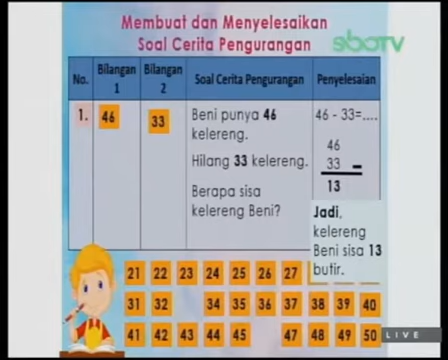 Membuat dan Menyelesaikan
Soal Cerita Pengurangan
sbotv
No.
Bilangan 1
Bilangan 2
Soal Cerita Pengurangan
Penyelesaian
1.
46
33
Beni punya 46
kelereng.
Hilang 33 kelereng.
Berapa sisa
kelereng Beni?
46 - 33=....
46
33 -
13
Jadi,
kelereng
Beni sisa 13
butir.
21 22 23 24 25 26 27
31 32 34 35 36 37 38 39 40
41 42 43 44 45 47 48 49 50
LIVE